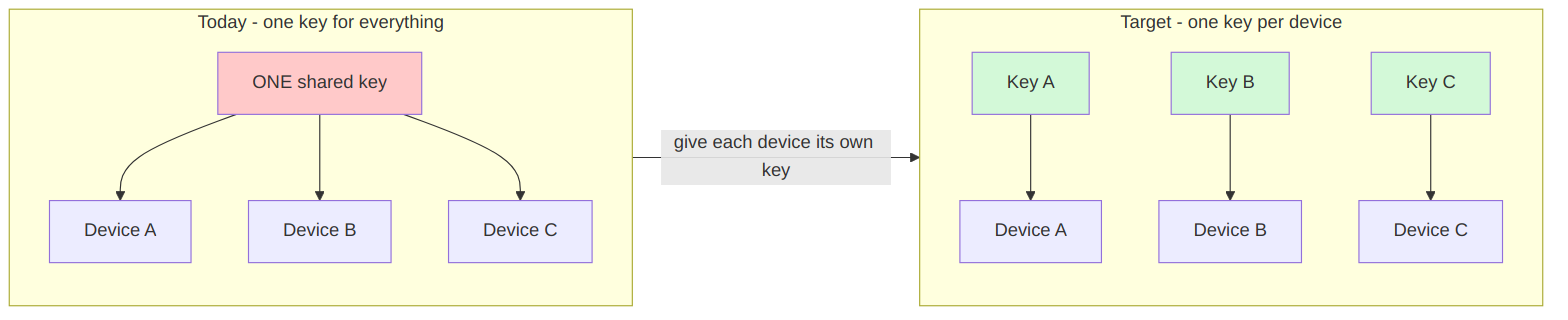 Today - one key for everything
ONE shared key
Device A
Device B
Device C
give each device its own
key
Target - one key per device
Key A
Key B
Key C
Device A
Device B
Device C